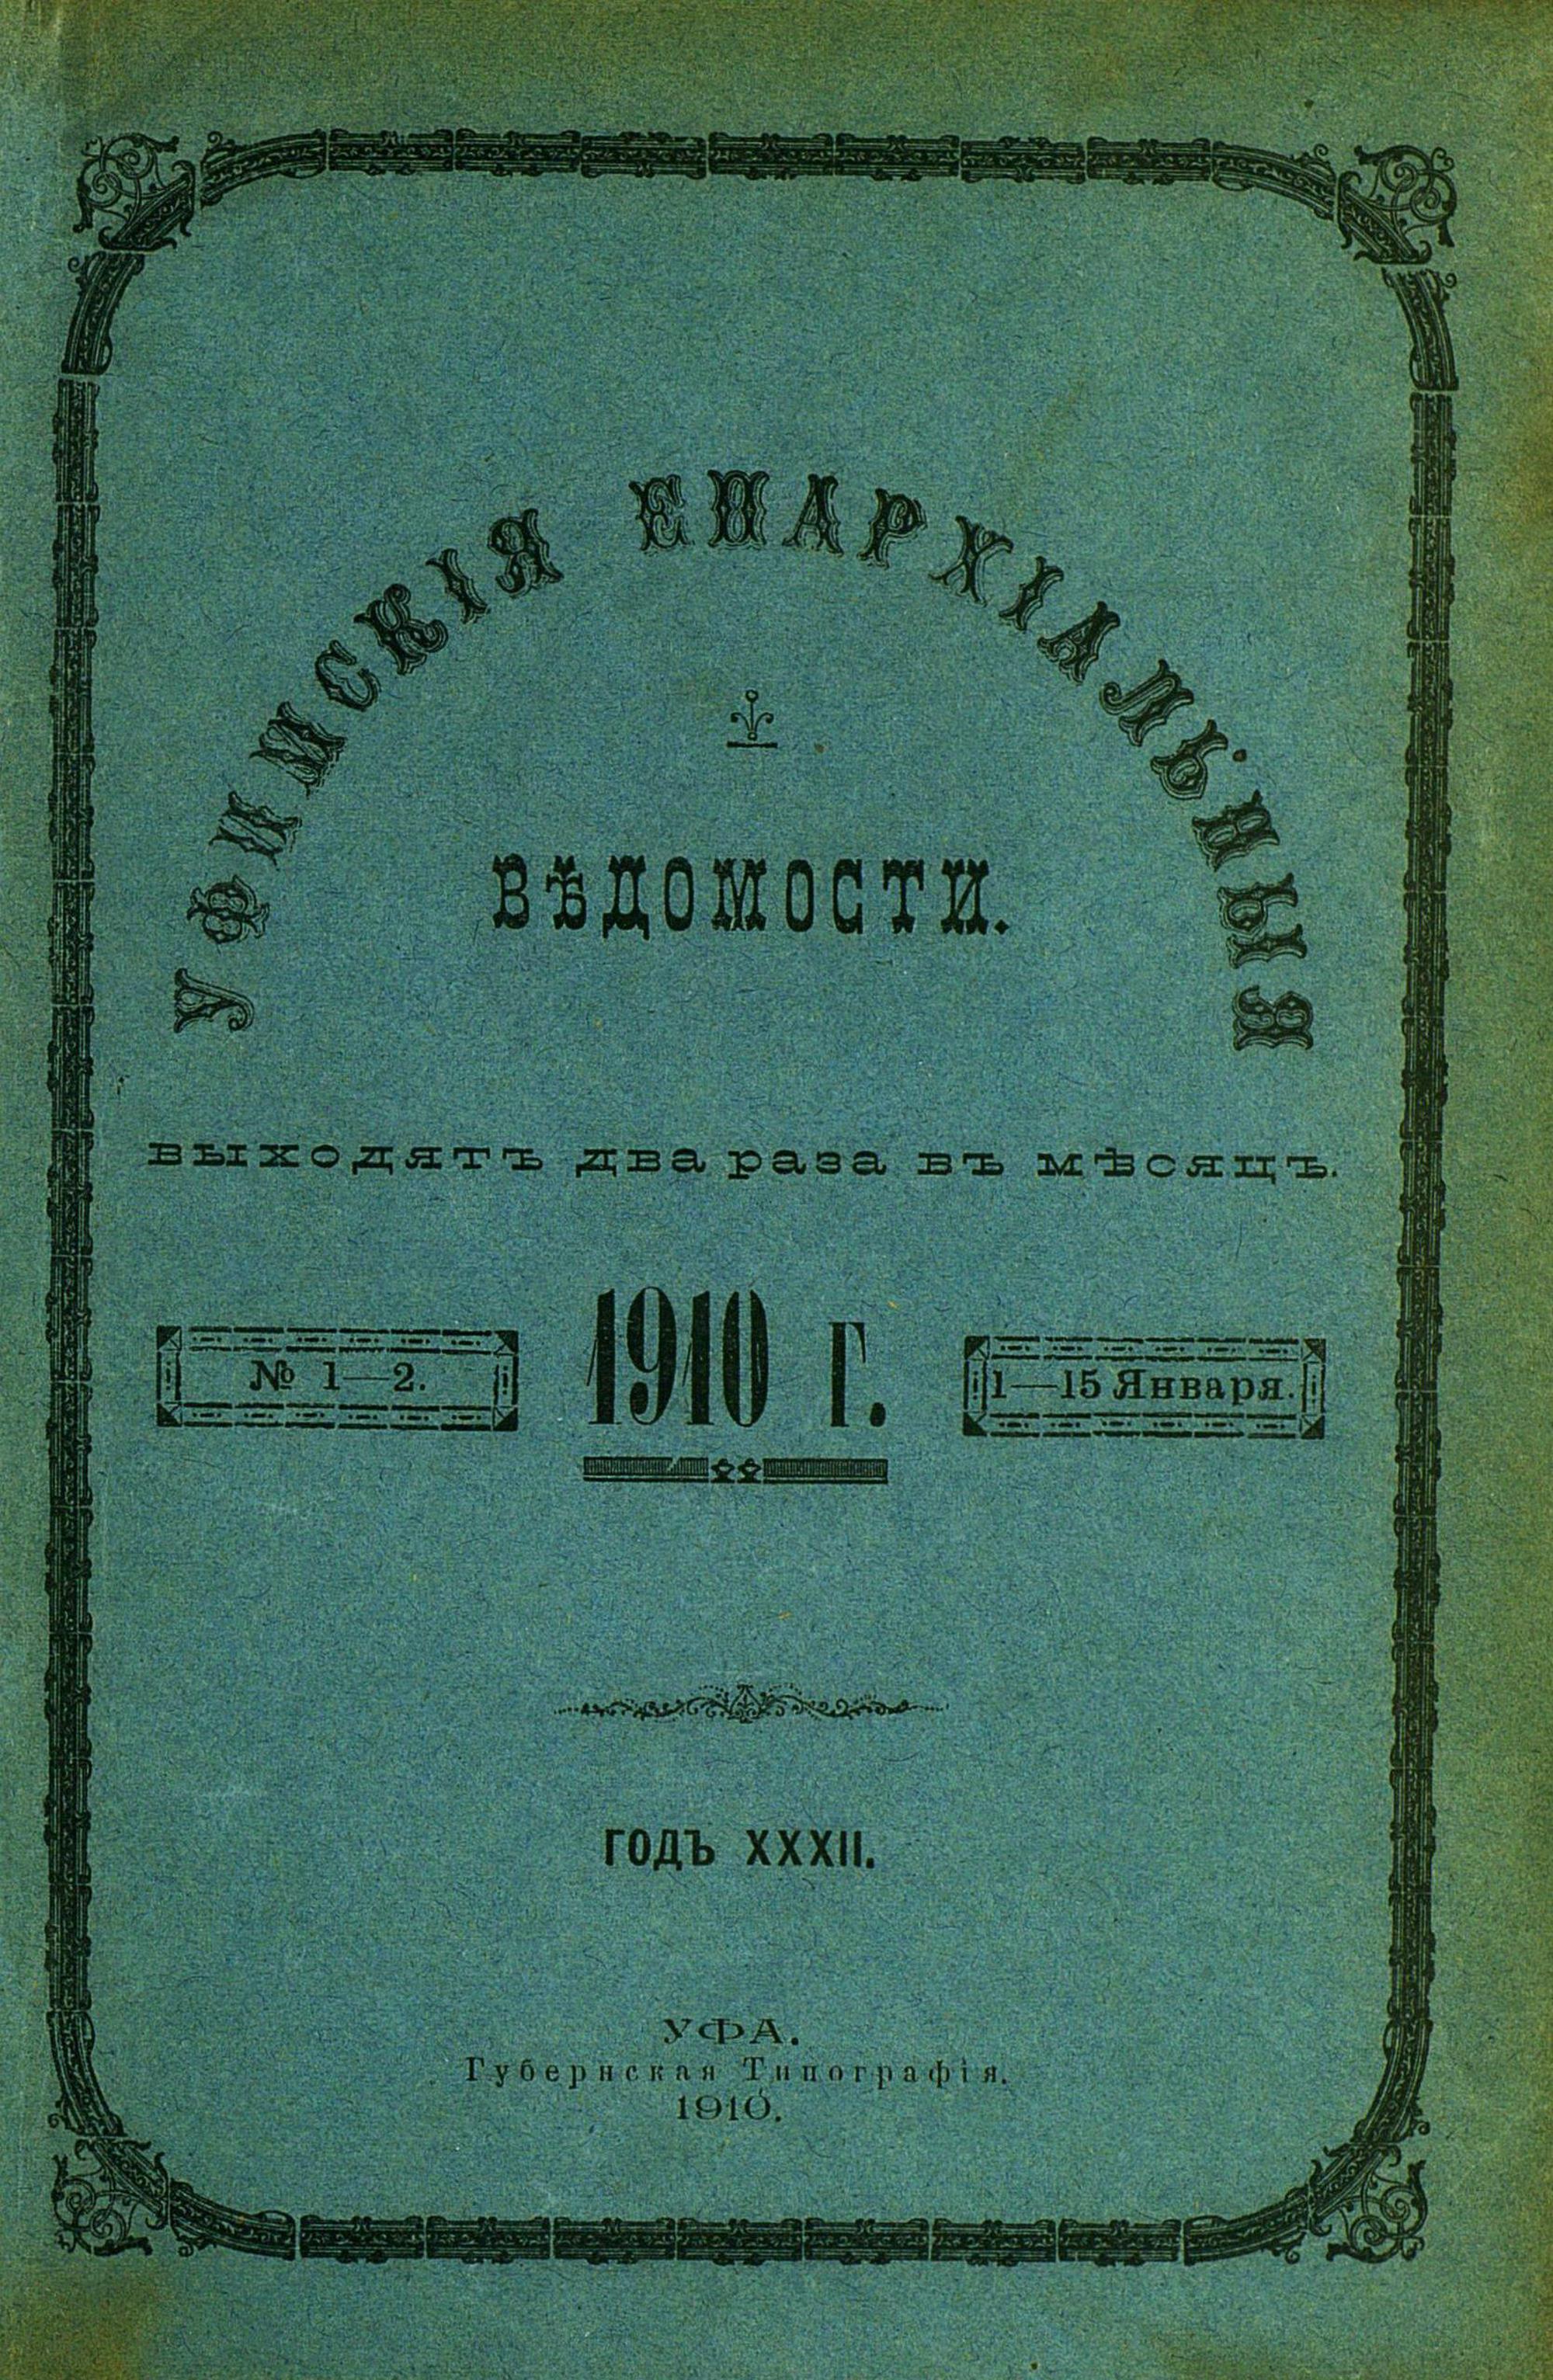 УФИМСКІЯ ЕПАРХІАЛЬНЫЯ
ВѢДОМОСТИ.
ВЫХОДЯТЪ ДВА РАЗА ВЪ МѢСЯЦЪ.
№ 1—2.
1910 Г.
1—15 Января.
ГОДЪ XXXII.
УФА.
Губернская Типографія.
1910.